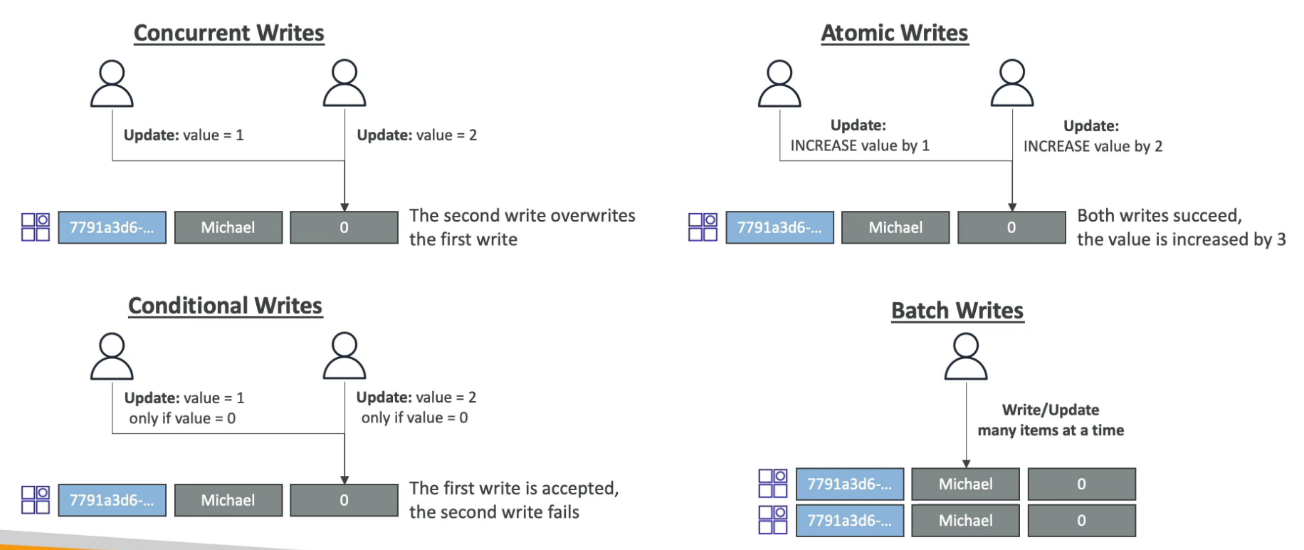 Concurrent Writes
Update: value = 1
Update: value = 2
7791a3d6-...
Michael
0
The second write overwrites
the first write
Atomic Writes
Update:
INCREASE value by 1
Update:
INCREASE value by 2
7791a3d6-...
Michael
0
Both writes succeed,
the value is increased by 3
Conditional Writes
Update: value = 1
only if value = 0
Update: value = 2
only if value = 0
7791a3d6-...
Michael
0
The first write is accepted,
the second write fails
Batch Writes
Write/Update
many items at a time
7791a3d6-...
Michael
0
7791a3d6-...
Michael
0